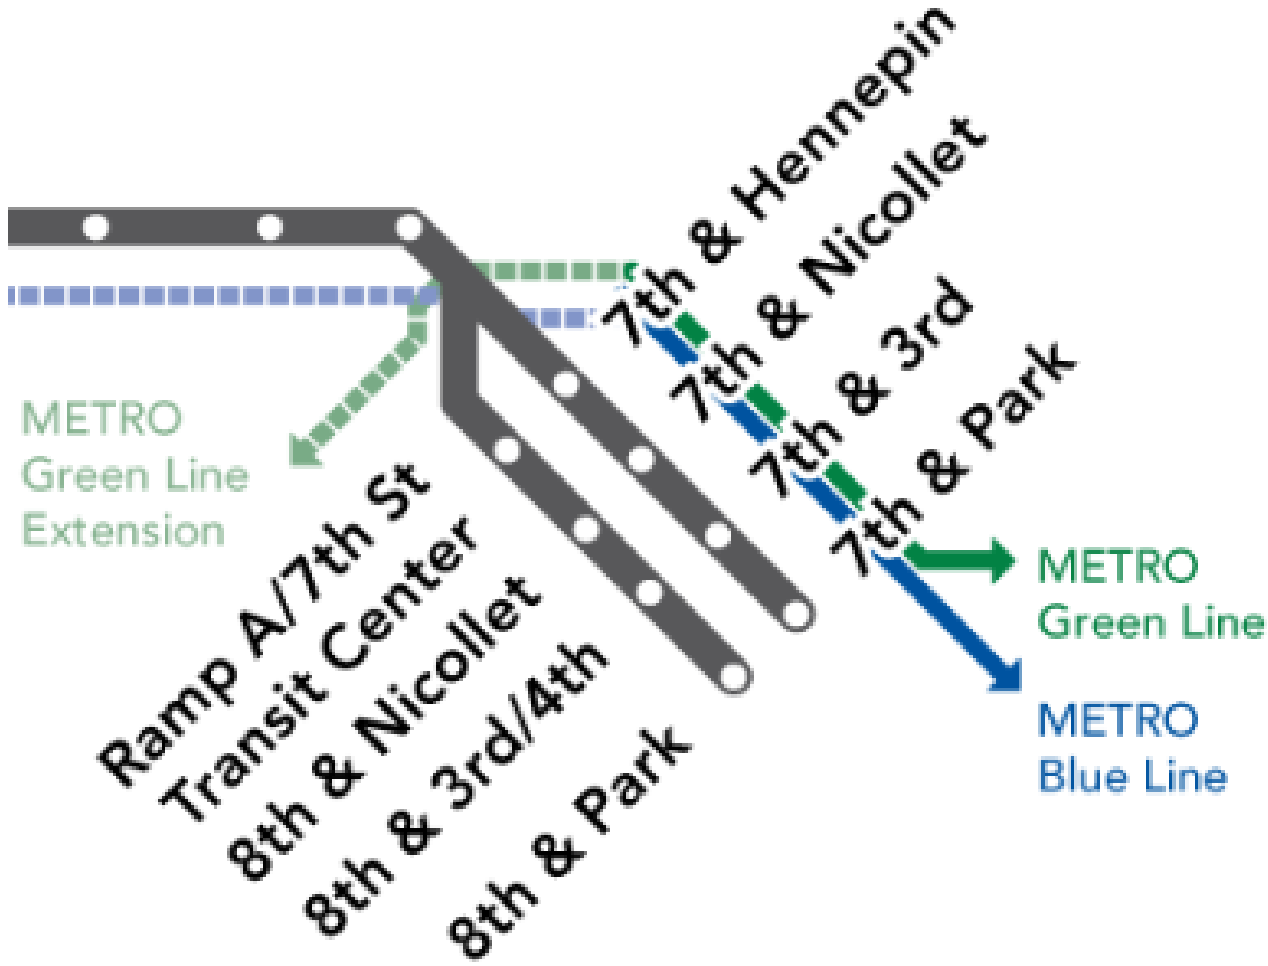 7th & Hennepin
7th & Nicollet
7th & 3rd
7th & Park
METRO
Green Line
Extension
Ramp A/7th St
Transit Center
8th & Nicollet
8th & 3rd/4th
8th & Park
METRO
Green Line
METRO
Blue Line